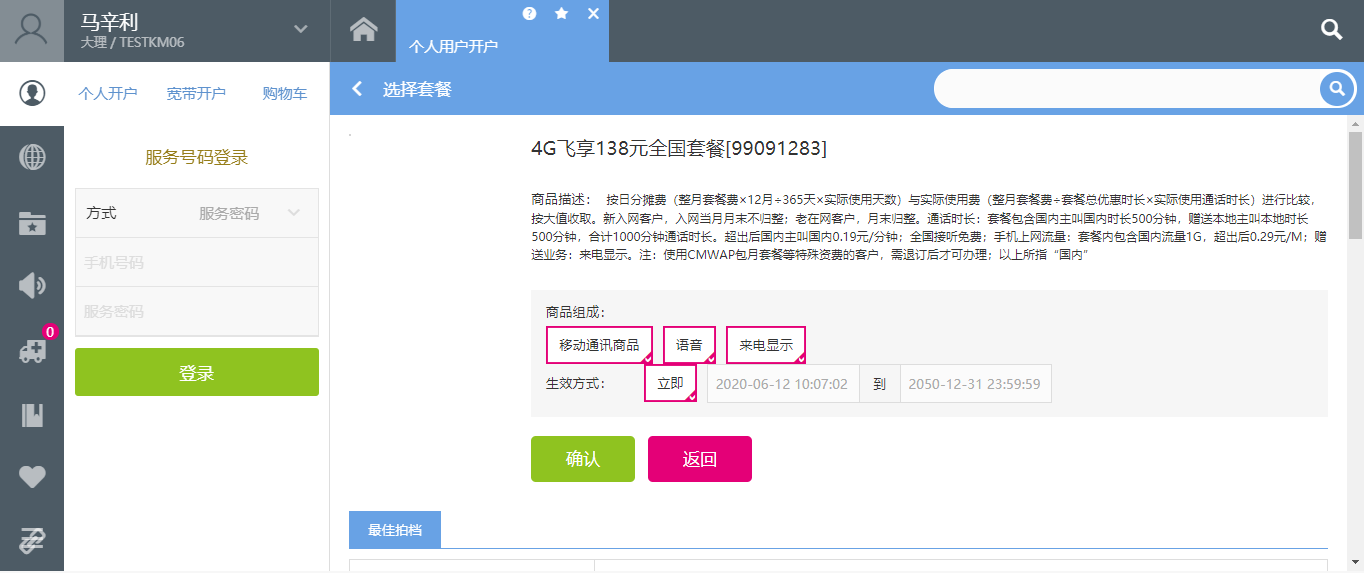 马辛利
大理 / TESTKM06
个人用户开户
个人开户 宽带开户 购物车
选择套餐
服务号码登录
方式 服务密码
手机号码
服务密码
登录
0
4G飞享138元全国套餐[99091283]
商品描述： 按日分摊费（整月套餐费×12月÷365天×实际使用天数）与实际使用费（整月套餐费÷套餐总优惠时长×实际使用通话时长）进行比较，
按大值收取。新入网客户，入网当月月末不归整；老在网客户，月末归整。通话时长：套餐包含国内主叫国内时长500分钟，赠送本地主叫本地时长
500分钟，合计1000分钟通话时长。超出后国内主叫国内0.19元/分钟；全国接听免费；手机上网流量：套餐内包含国内流量1G，超出后0.29元/M；赠
送业务：来电显示。注：使用CMWAP包月套餐等特殊资费的客户，需退订后才可办理；以上所指“国内”
商品组成：
移动通讯商品 语音 来电显示
生效方式： 立即 2020-06-12 10:07:02 到 2050-12-31 23:59:59
确认 返回
最佳拍档